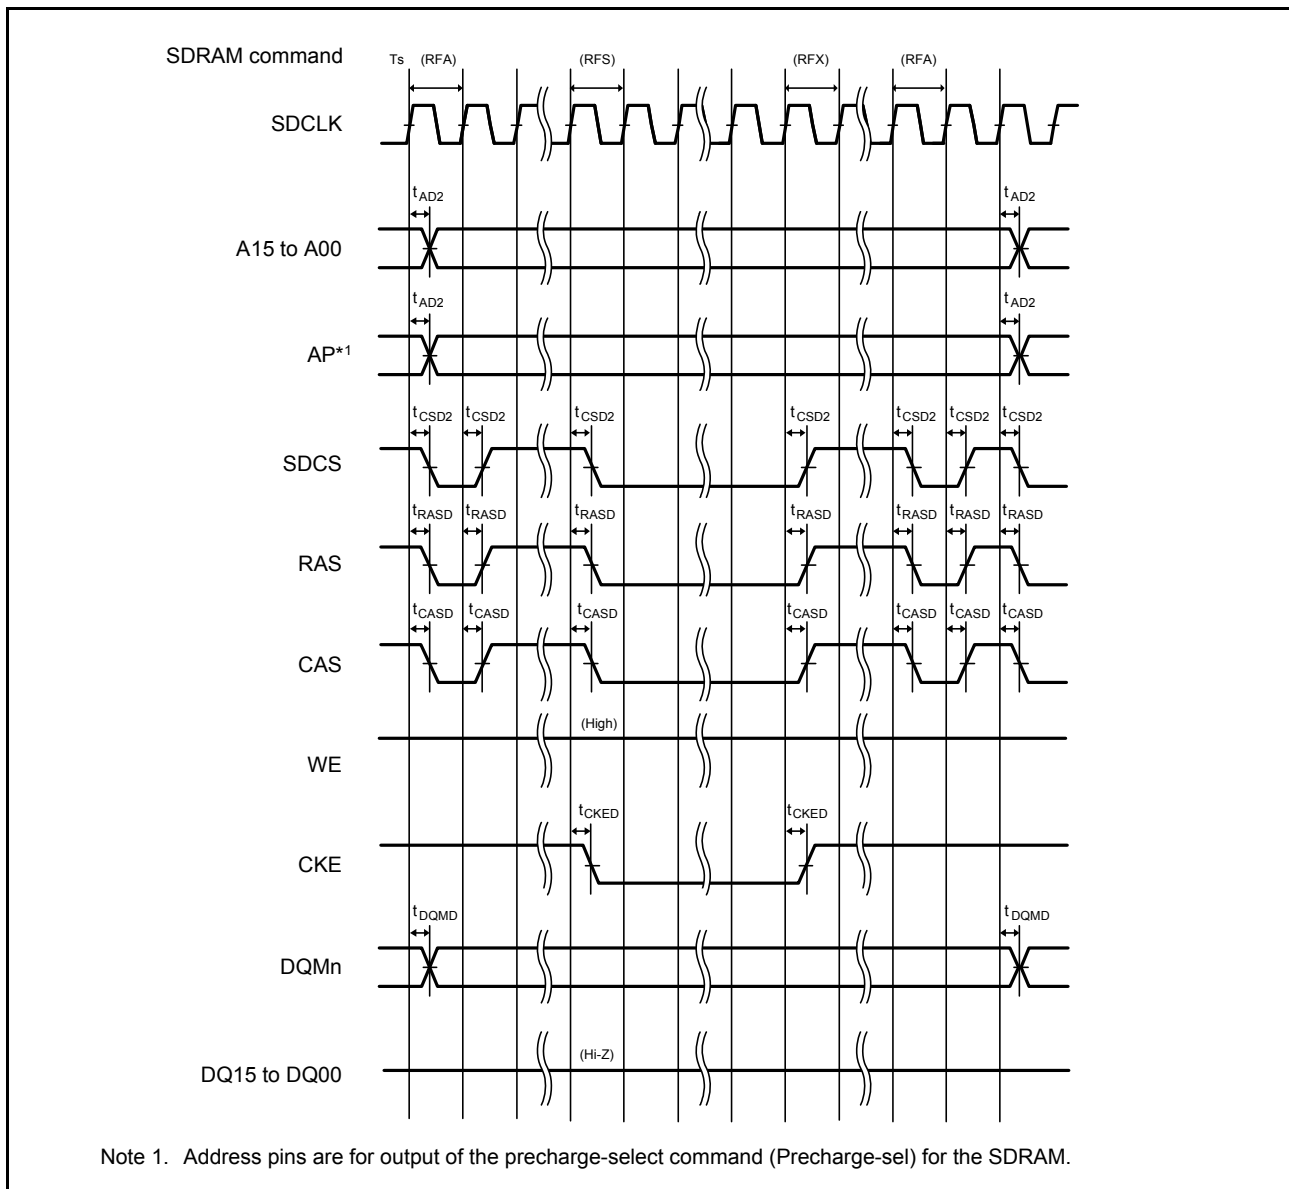 SDRAM command Ts (RFA) (RFS) (RFX) (RFA)
SDCLK
tAD2 tAD2
A15 to A00
tAD2 tAD2
AP*1
tCSD2 tCSD2 tCSD2 tCSD2 tCSD2 tCSD2 tCSD2
SDCS
tRASD tRASD tRASD tRASD tRASD tRASD tRASD
RAS
tCASD tCASD tCASD tCASD tCASD tCASD tCASD
CAS
(High)
WE
tCKED tCKED
CKE
tDQMD tDQMD
DQMn
(Hi-Z)
DQ15 to DQ00
Note 1. Address pins are for output of the precharge-select command (Precharge-sel) for the SDRAM.